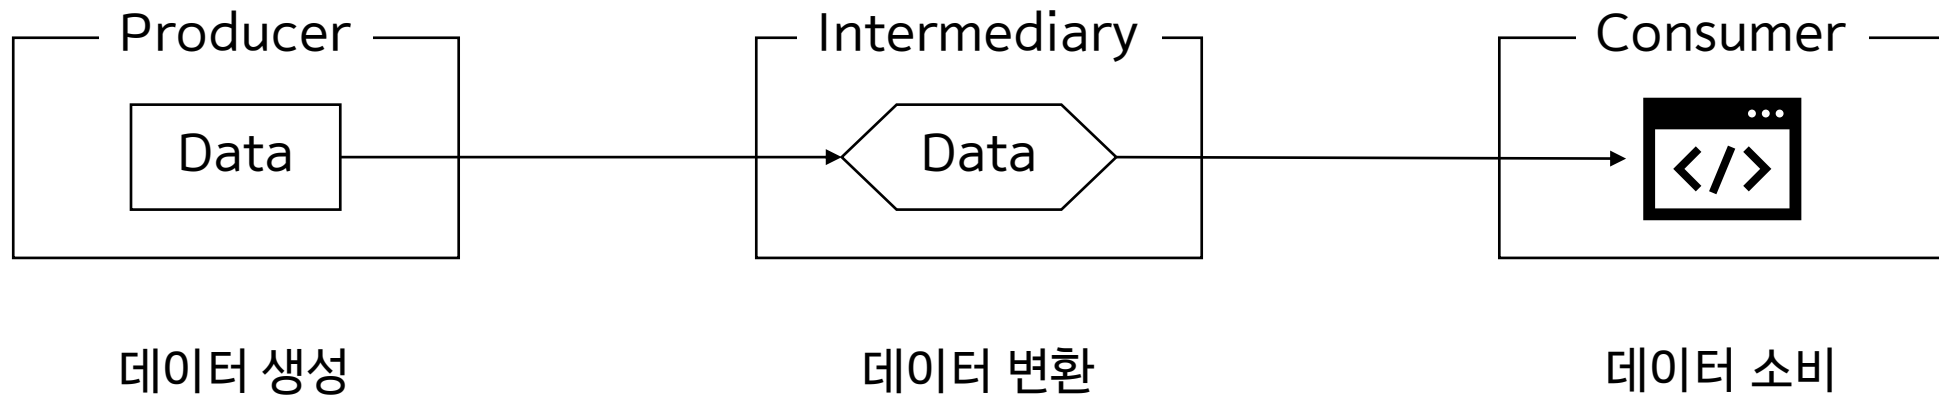 Producer
Intermediary
Consumer
Data
Data
</>
데이터 생성
데이터 변환
데이터 소비